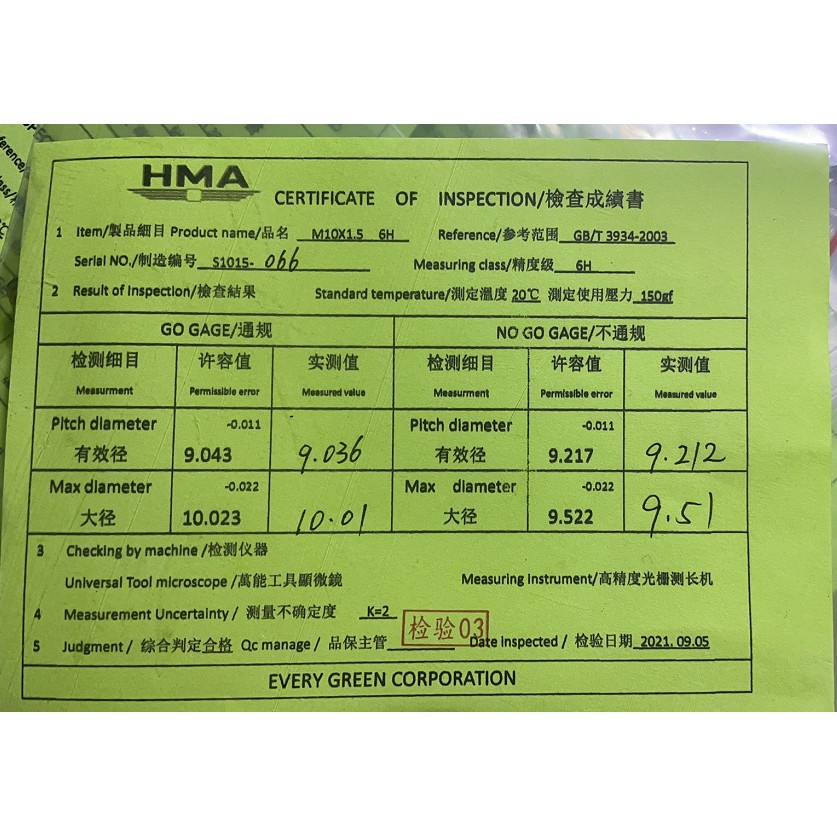 HMA
CERTIFICATE OF INSPECTION/檢查成績書
1 Item/製品細目 Product name/品名 M10X1.5 6H Reference/参考范围 GB/T 3934-2003
Serial NO./制造编号 S1015- 066 Measuring class/精度级 6H
2 Result of Inspection/檢查結果 Standard temperature/測定溫度 20℃ 測定使用壓力 150gf
GO GAGE/通规 NO GO GAGE/不通规
检测细目 许容值 实测值 检测细目 许容值 实测值
Measurment Permissible error Measured value Measurment Permissible error Measured value
Pitch diameter -0.011 Pitch diameter -0.011
有效径 9.043 9.036 有效径 9.217 9.212
Max diameter -0.022 Max diameter -0.022
大径 10.023 10.01 大径 9.522 9.51
3 Checking by machine /检测仪器
Universal Tool microscope /萬能工具顯微鏡 Measuring Instrument/高精度光栅测长机
4 Measurement Uncertainty / 测量不确定度 K=2
5 Judgment / 综合判定合格 Qc manage / 品保主管 检验03 Date inspected / 检验日期 2021.09.05
EVERY GREEN CORPORATION